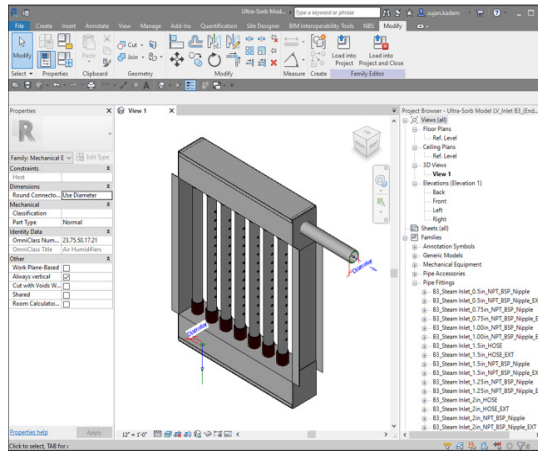 Ultra-Sorb Mod...
Type a keyword or phrase
sujan.kadam
File Create Insert Annotate View Manage Add-Ins Quantification Site Designer BIM Interoperability Tools NBS Modify
Modify
Paste
Cut
Join
Load into Project
Load into Project and Close
Select Properties Clipboard Geometry Modify Measure Create Family Editor
Properties
View 1
Project Browser - Ultra-Sorb Model LV_Inlet B3_(End...
Family: Mechanical E
Edit Type
Constraints
Host
Dimensions
Round Connecto... Use Diameter
Mechanical
Classification
Part Type Normal
Identity Data
OmniClass Num... 23.75.50.17.21
OmniClass Title Air Humidifiers
Other
Work Plane-Based
Always vertical
Cut with Voids W...
Shared
Room Calculatio...
Properties help
Apply
Diameter
Diameter
12" = 1'-0"
Views (all)
Floor Plans
Ref. Level
Ceiling Plans
Ref. Level
3D Views
View 1
Elevations (Elevation 1)
Back
Front
Left
Right
Sheets (all)
Families
Annotation Symbols
Generic Models
Mechanical Equipment
Pipe Accessories
Pipe Fittings
B3_Steam Inlet_0.5in_NPT_BSP_Nipple
B3_Steam Inlet_0.5in_NPT_BSP_Nipple_EX
B3_Steam Inlet_0.75in_NPT_BSP_Nipple
B3_Steam Inlet_0.75in_NPT_BSP_Nipple_E
B3_Steam Inlet_1.00in_NPT_BSP_Nipple
B3_Steam Inlet_1.00in_NPT_BSP_Nipple_E
B3_Steam Inlet_1.5in_HOSE
B3_Steam Inlet_1.5in_HOSE_EXT
B3_Steam Inlet_1.5in_NPT_BSP_Nipple
B3_Steam Inlet_1.5in_NPT_BSP_Nipple_EX
B3_Steam Inlet_1.25in_NPT_BSP_Nipple
B3_Steam Inlet_1.25in_NPT_BSP_Nipple_E
B3_Steam Inlet_2in_HOSE
B3_Steam Inlet_2in_HOSE_EXT
B3_Steam Inlet_2in_NPT_BSP_Nipple
B3_Steam Inlet_2in_NPT_BSP_Nipple_EXT
Click to select, TAB for a